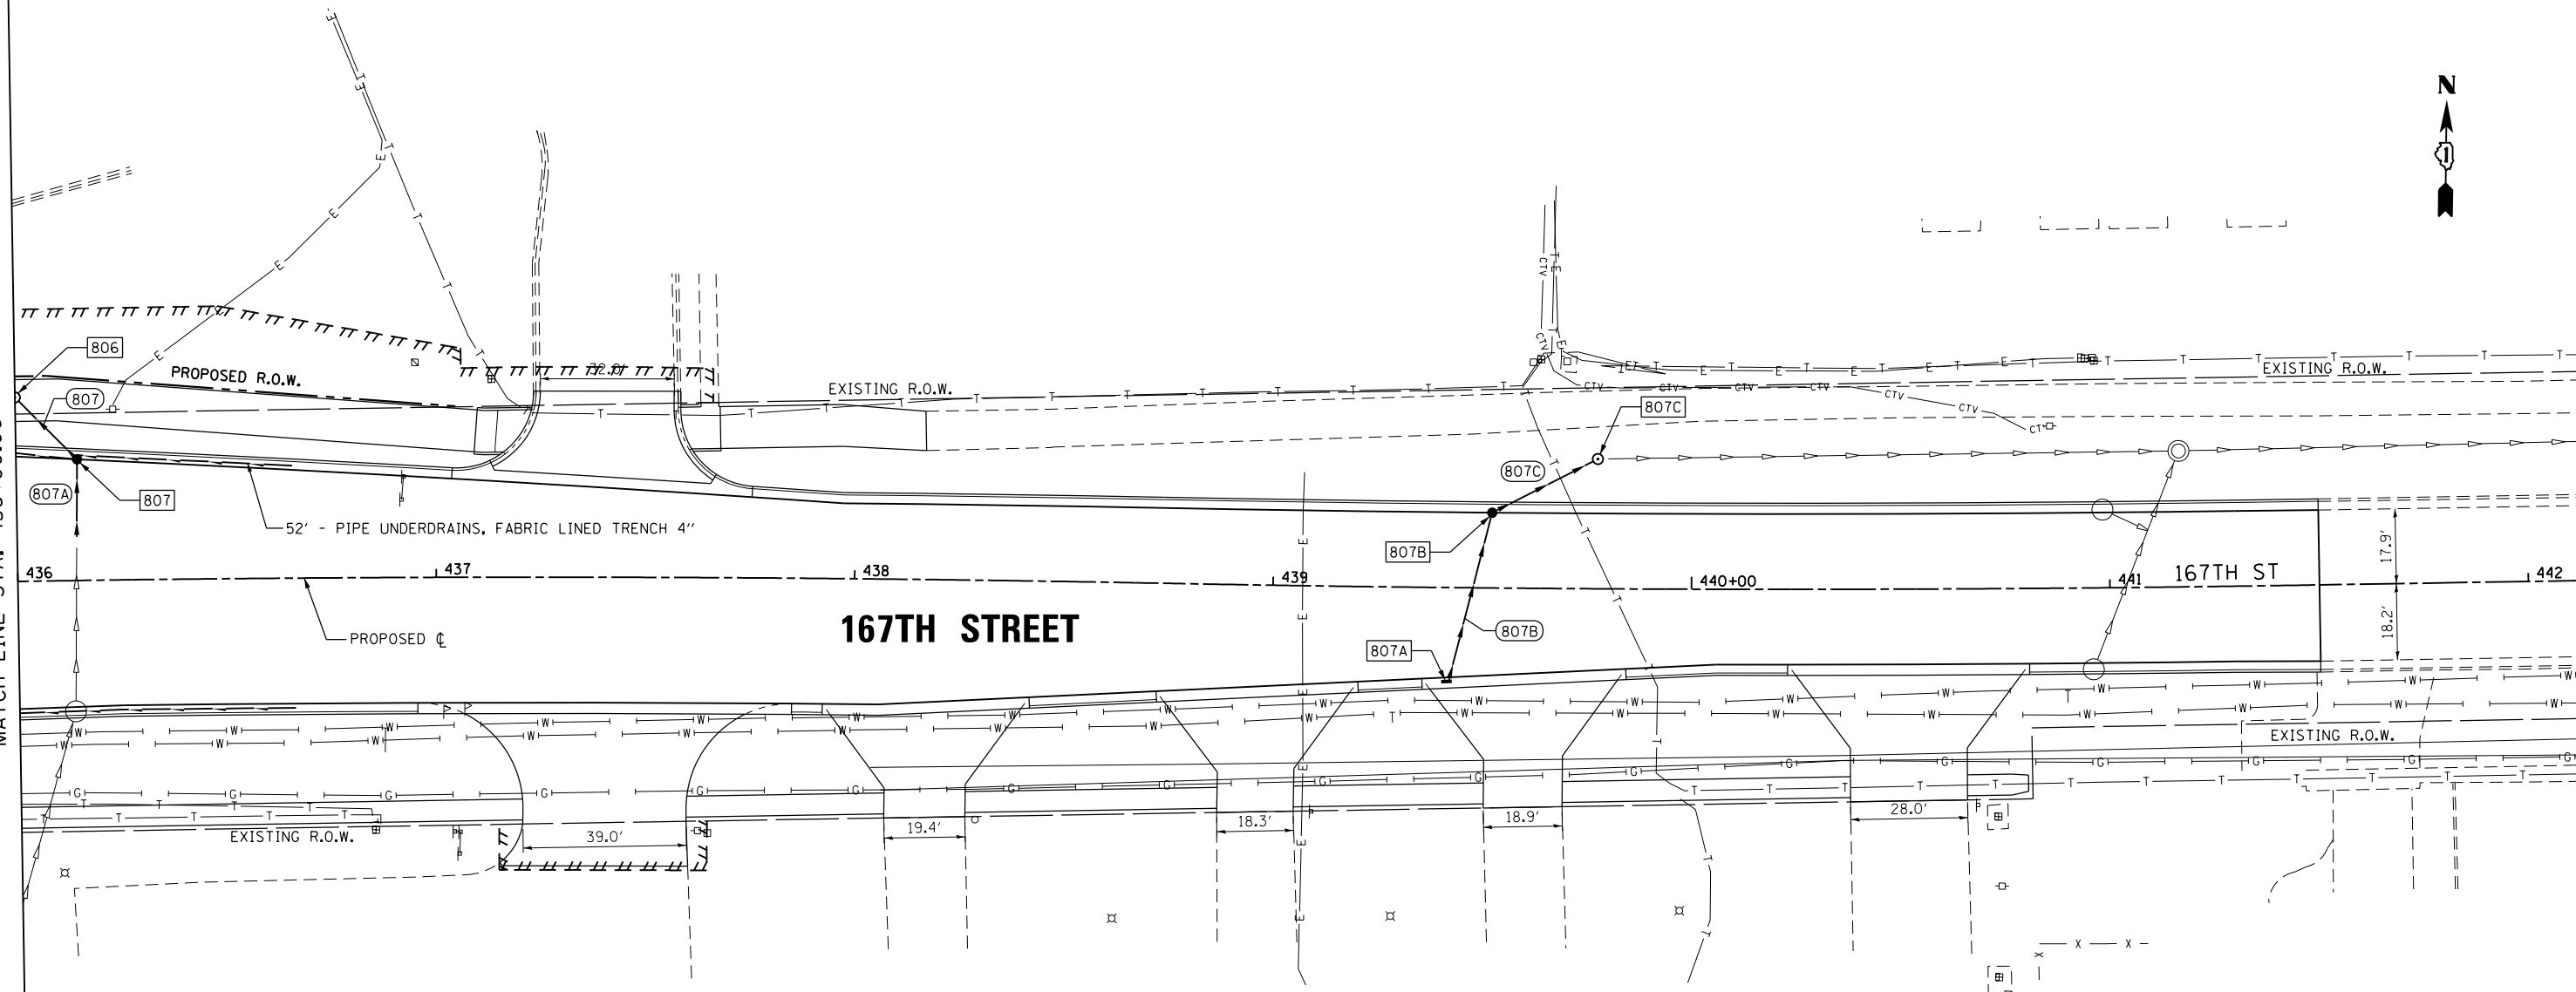 N
806
PROPOSED R.O.W.
32.0'
807
EXISTING R.O.W.
EXISTING R.O.W.
807C
807C
807A
807
52' - PIPE UNDERDRAINS, FABRIC LINED TRENCH 4"
807B
17.9'
436
437
438
439
440+00
441
167TH ST
442
PROPOSED ℄
167TH STREET
807B
807A
18.2'
EXISTING R.O.W.
EXISTING R.O.W.
39.0'
19.4'
18.3'
18.9'
28.0'